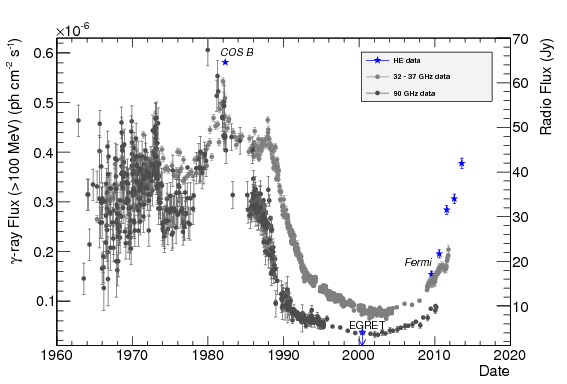 ×10⁻⁶
γ-ray Flux (>100 MeV) (ph cm⁻² s⁻¹)
0.6
0.5
0.4
0.3
0.2
0.1
COS B
HE data
32 - 37 GHz data
90 GHz data
Fermi
EGRET
70
60
50
40
30
20
10
Radio Flux (Jy)
1960 1970 1980 1990 2000 2010 2020
Date